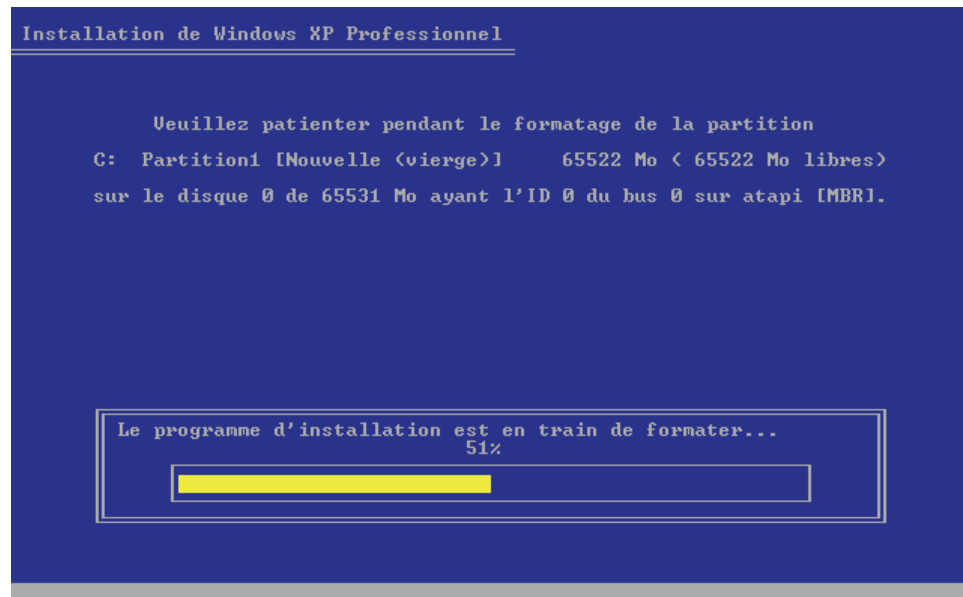 Installation de Windows XP Professionnel
Veuillez patienter pendant le formatage de la partition
C: Partition1 [Nouvelle (vierge)] 65522 Mo ( 65522 Mo libres)
sur le disque 0 de 65531 Mo ayant l'ID 0 du bus 0 sur atapi [MBR].
Le programme d'installation est en train de formater...
51%